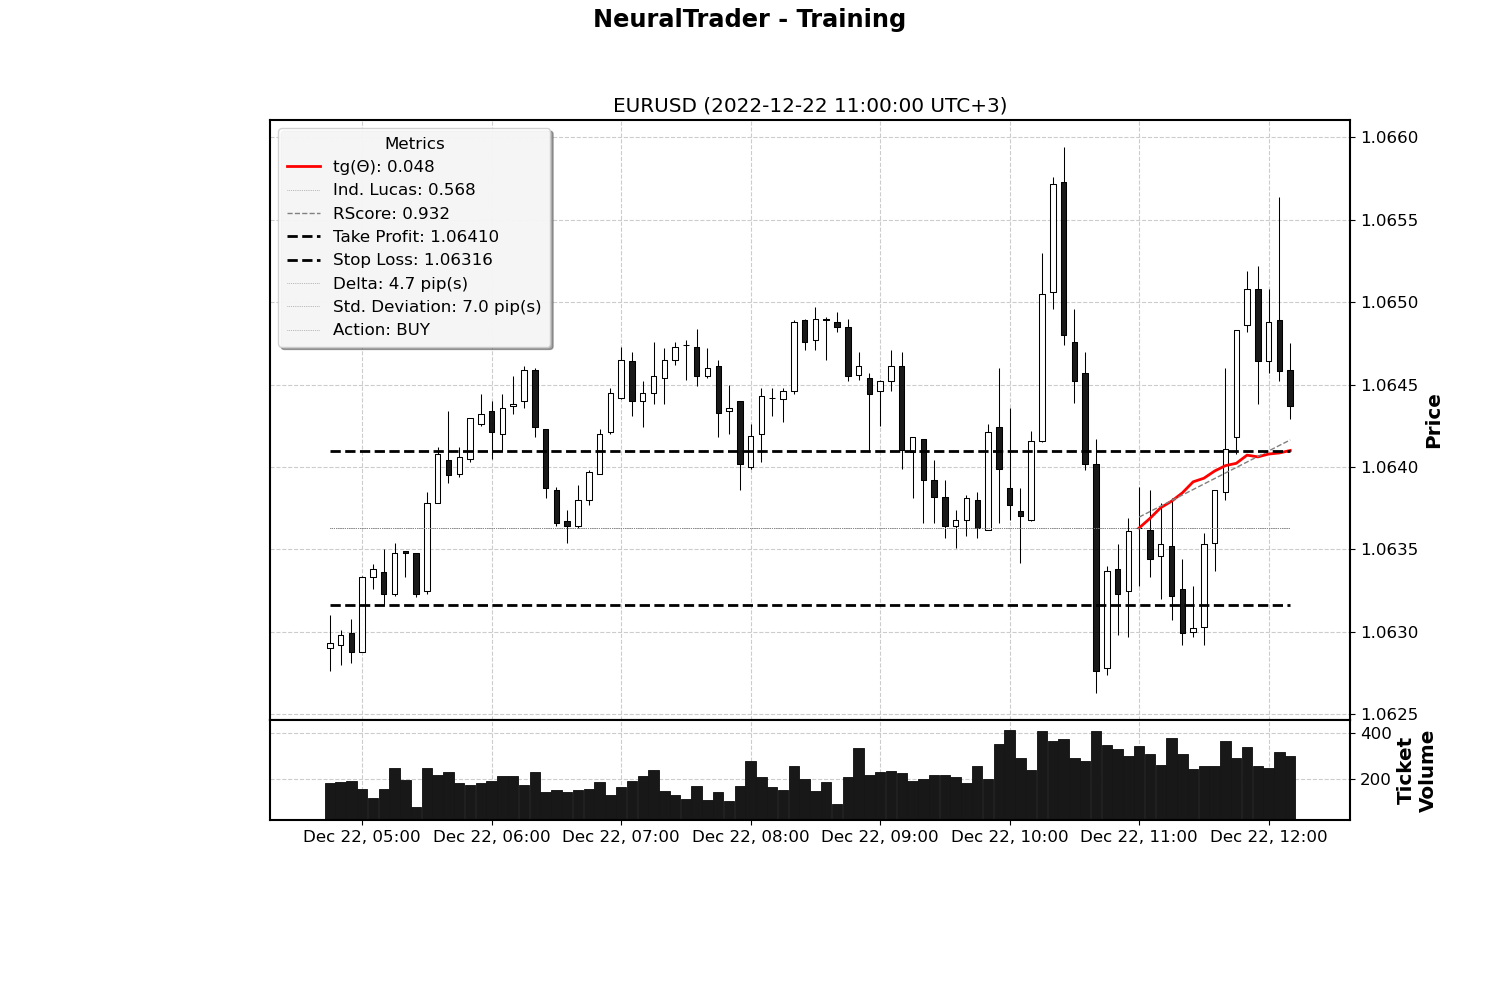 NeuralTrader - Training
EURUSD (2022-12-22 11:00:00 UTC+3)
Metrics
tg(Θ): 0.048
Ind. Lucas: 0.568
RScore: 0.932
Take Profit: 1.06410
Stop Loss: 1.06316
Delta: 4.7 pip(s)
Std. Deviation: 7.0 pip(s)
Action: BUY
1.0660
1.0655
1.0650
1.0645
1.0640
1.0635
1.0630
1.0625
Price
400
200
Ticket
Volume
Dec 22, 05:00 Dec 22, 06:00 Dec 22, 07:00 Dec 22, 08:00 Dec 22, 09:00 Dec 22, 10:00 Dec 22, 11:00 Dec 22, 12:00